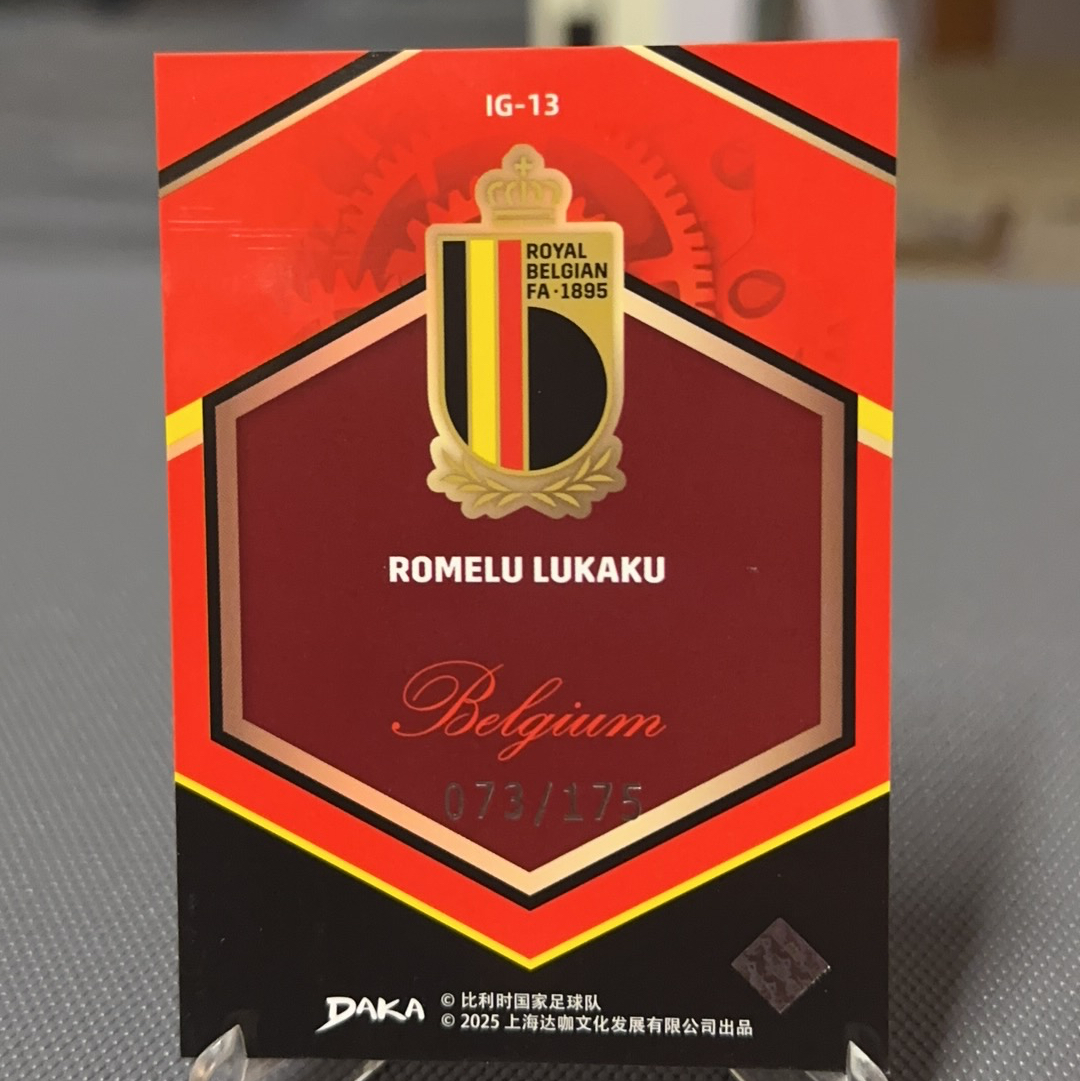 IG-13
ROYAL
BELGIAN
FA·1895
ROMELU LUKAKU
Belgium
073/175
DAKA
© 比利时国家足球队
© 2025 上海达咖文化发展有限公司出品